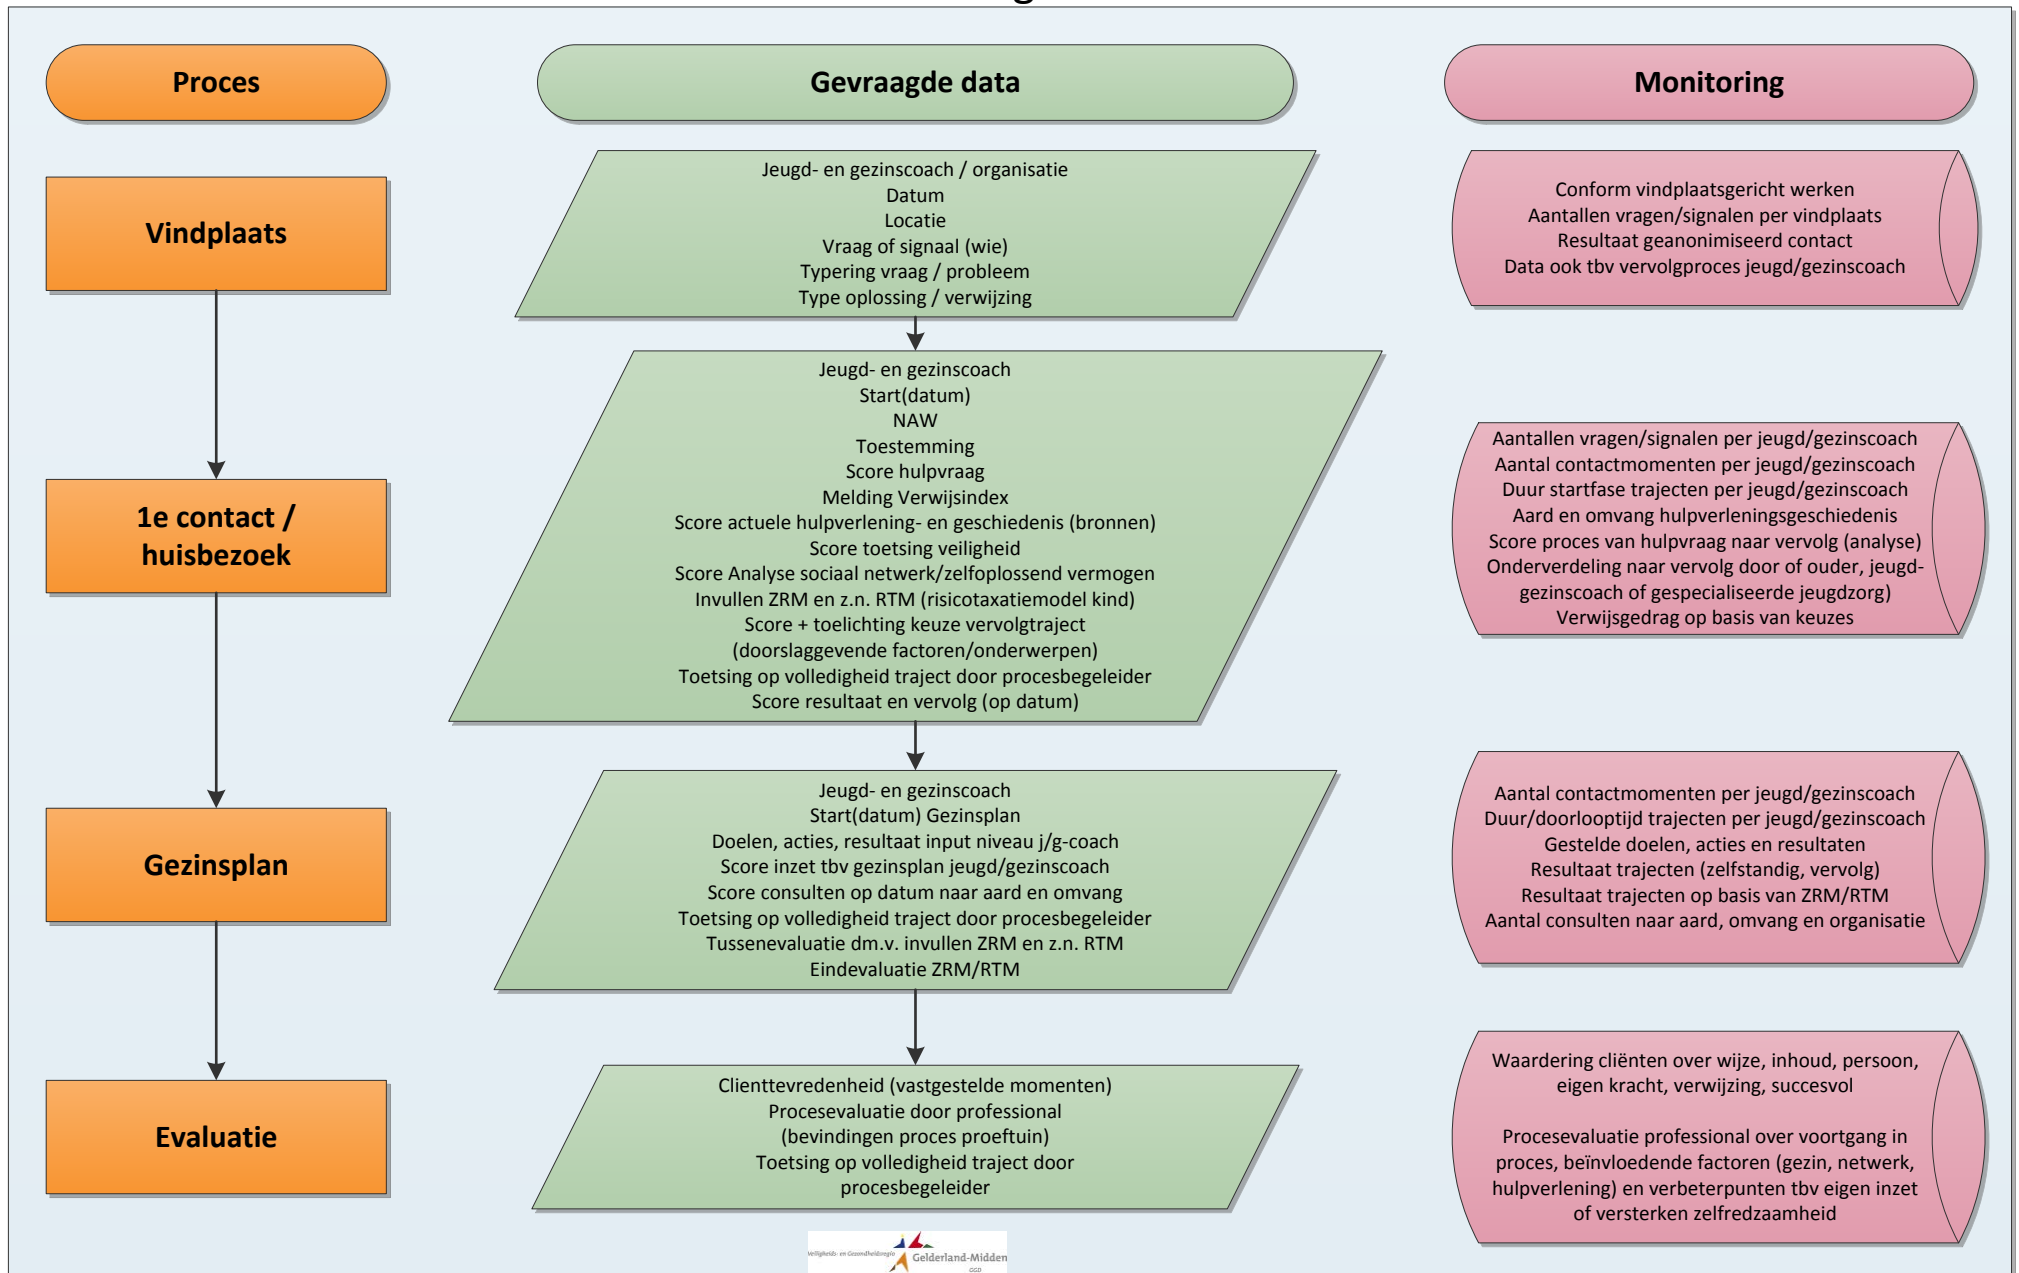 Proces
Gevraagde data
Monitoring
Vindplaats
Jeugd- en gezinscoach / organisatie
Datum
Locatie
Vraag of signaal (wie)
Typering vraag / probleem
Type oplossing / verwijzing
Conform vindplaatsgericht werken
Aantallen vragen/signalen per vindplaats
Resultaat geanonimiseerd contact
Data ook tbv vervolgproces jeugd/gezinscoach
1e contact /
huisbezoek
Jeugd- en gezinscoach
Start(datum)
NAW
Toestemming
Score hulpvraag
Melding Verwijsindex
Score actuele hulpverlening- en geschiedenis (bronnen)
Score toetsing veiligheid
Score Analyse sociaal netwerk/zelfoplossend vermogen
Invullen ZRM en z.n. RTM (risicotaxatiemodel kind)
Score + toelichting keuze vervolgtraject
(doorslaggevende factoren/onderwerpen)
Toetsing op volledigheid traject door procesbegeleider
Score resultaat en vervolg (op datum)
Aantallen vragen/signalen per jeugd/gezinscoach
Aantal contactmomenten per jeugd/gezinscoach
Duur startfase trajecten per jeugd/gezinscoach
Aard en omvang hulpverleningsgeschiedenis
Score proces van hulpvraag naar vervolg (analyse)
Onderverdeling naar vervolg door of ouder, jeugd-
gezinscoach of gespecialiseerde jeugdzorg)
Verwijsgedrag op basis van keuzes
Gezinsplan
Jeugd- en gezinscoach
Start(datum) Gezinsplan
Doelen, acties, resultaat input niveau j/g-coach
Score inzet tbv gezinsplan jeugd/gezinscoach
Score consulten op datum naar aard en omvang
Toetsing op volledigheid traject door procesbegeleider
Tussenevaluatie dm.v. invullen ZRM en z.n. RTM
Eindevaluatie ZRM/RTM
Aantal contactmomenten per jeugd/gezinscoach
Duur/doorlooptijd trajecten per jeugd/gezinscoach
Gestelde doelen, acties en resultaten
Resultaat trajecten (zelfstandig, vervolg)
Resultaat trajecten op basis van ZRM/RTM
Aantal consulten naar aard, omvang en organisatie
Evaluatie
Clienttevredenheid (vastgestelde momenten)
Procesevaluatie door professional
(bevindingen proces proeftuin)
Toetsing op volledigheid traject door
procesbegeleider
Waardering cliënten over wijze, inhoud, persoon,
eigen kracht, verwijzing, succesvol
Procesevaluatie professional over voortgang in
proces, beïnvloedende factoren (gezin, netwerk,
hulpverlening) en verbeterpunten tbv eigen inzet
of versterken zelfredzaamheid
Veiligheids- en Gezondheidsregio
Gelderland-Midden
GGD